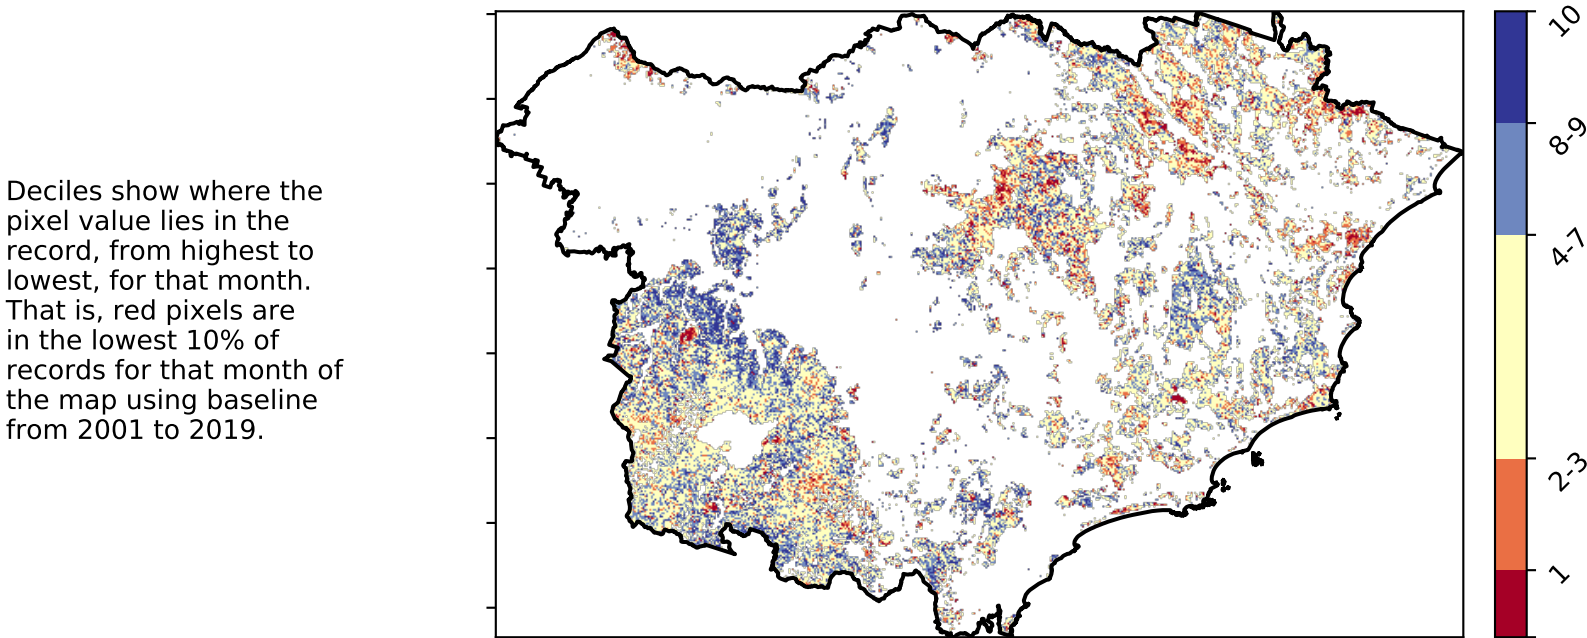 Deciles show where the
pixel value lies in the
record, from highest to
lowest, for that month.
That is, red pixels are
in the lowest 10% of
records for that month of
the map using baseline
from 2001 to 2019.
10
8-9
4-7
2-3
1